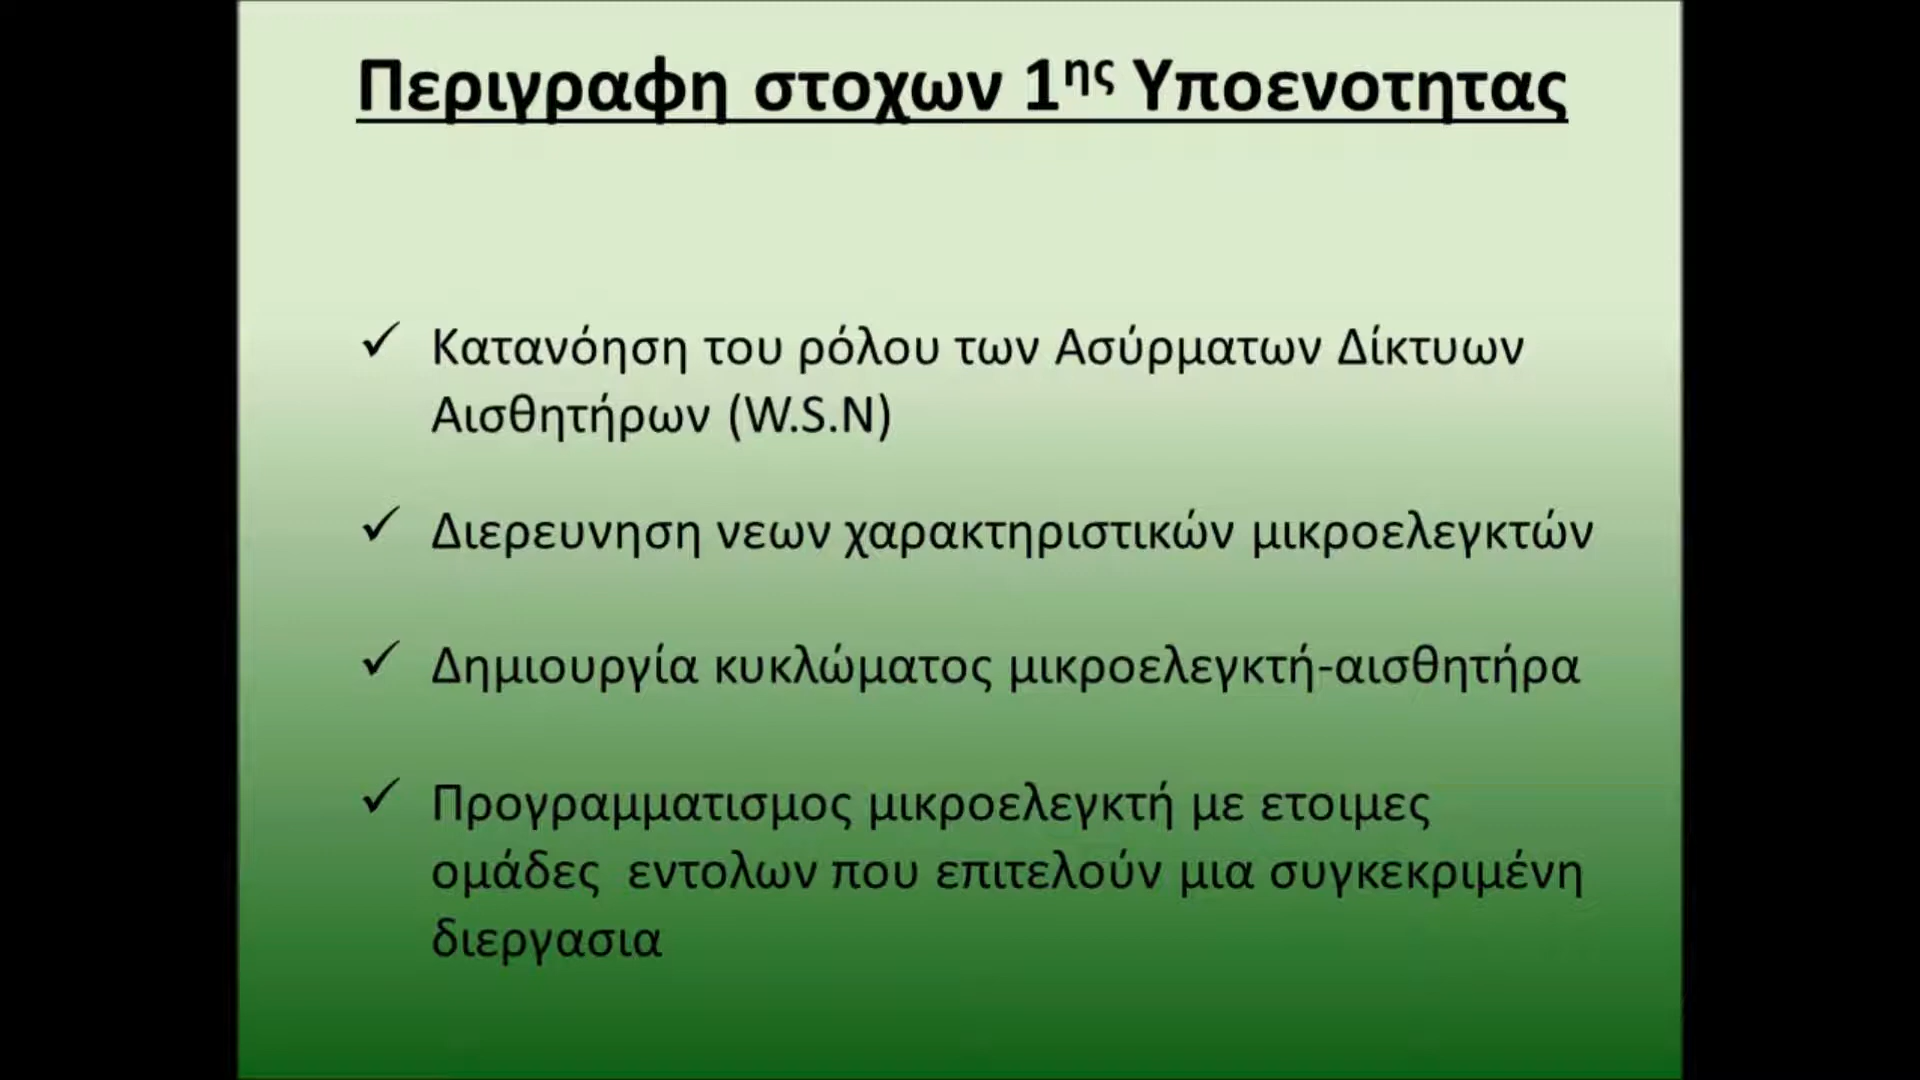 Περιγραφη στοχων 1ης Υποενοτητας
✓ Κατανόηση του ρόλου των Ασύρματων Δίκτυων
Αισθητήρων (W.S.N)
✓ Διερευνηση νεων χαρακτηριστικών μικροελεγκτών
✓ Δημιουργία κυκλώματος μικροελεγκτή-αισθητήρα
✓ Προγραμματισμος μικροελεγκτή με ετοιμες
ομάδες εντολων που επιτελούν μια συγκεκριμένη
διεργασια